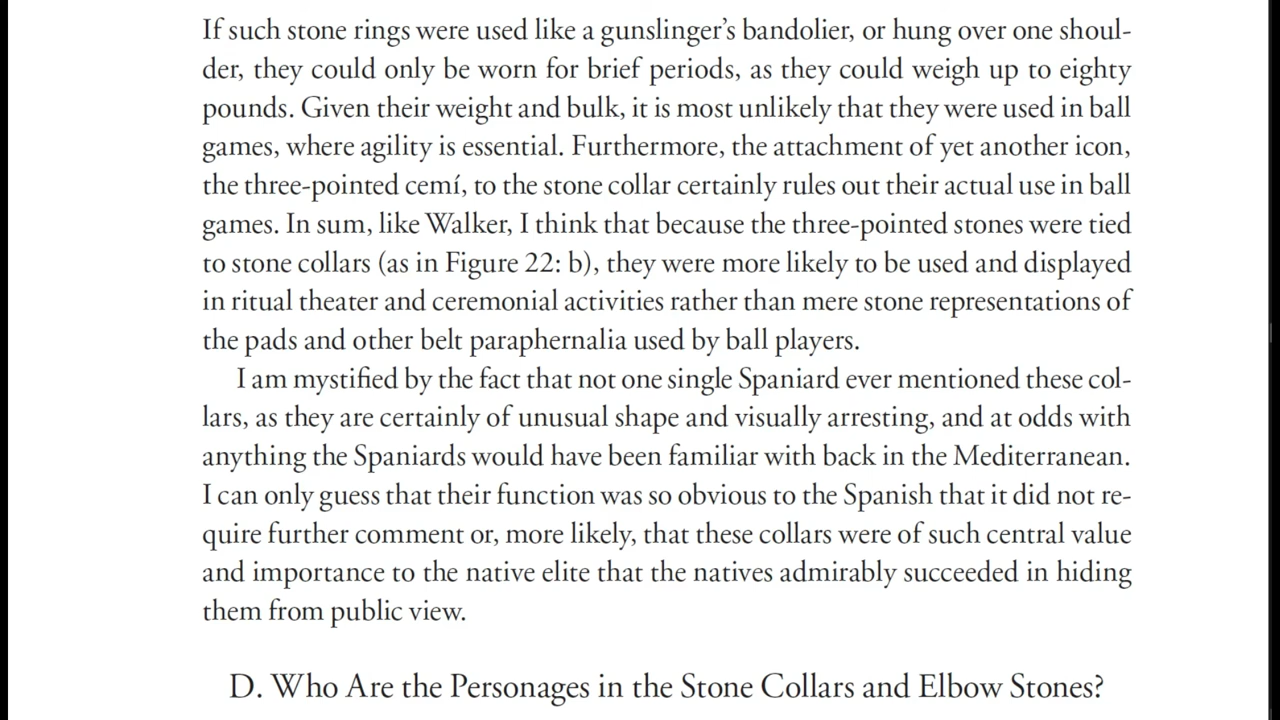 If such stone rings were used like a gunslinger’s bandolier, or hung over one shoul-
der, they could only be worn for brief periods, as they could weigh up to eighty
pounds. Given their weight and bulk, it is most unlikely that they were used in ball
games, where agility is essential. Furthermore, the attachment of yet another icon,
the three-pointed cemí, to the stone collar certainly rules out their actual use in ball
games. In sum, like Walker, I think that because the three-pointed stones were tied
to stone collars (as in Figure 22: b), they were more likely to be used and displayed
in ritual theater and ceremonial activities rather than mere stone representations of
the pads and other belt paraphernalia used by ball players.
I am mystified by the fact that not one single Spaniard ever mentioned these col-
lars, as they are certainly of unusual shape and visually arresting, and at odds with
anything the Spaniards would have been familiar with back in the Mediterranean.
I can only guess that their function was so obvious to the Spanish that it did not re-
quire further comment or, more likely, that these collars were of such central value
and importance to the native elite that the natives admirably succeeded in hiding
them from public view.
D. Who Are the Personages in the Stone Collars and Elbow Stones?